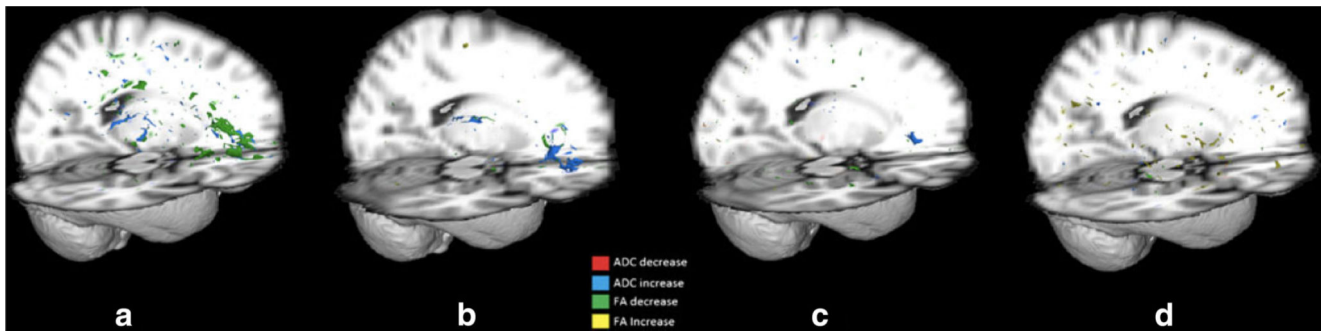 ADC decrease
ADC increase
FA decrease
FA Increase
a b c d